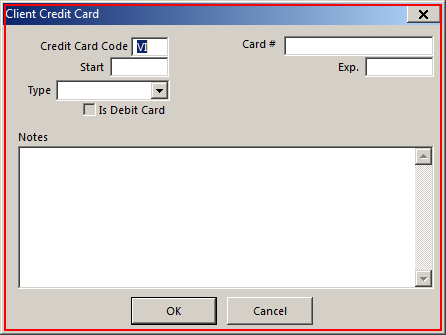 Client Credit Card
Credit Card Code VI Card #
Start Exp.
Type
Is Debit Card
Notes
OK Cancel